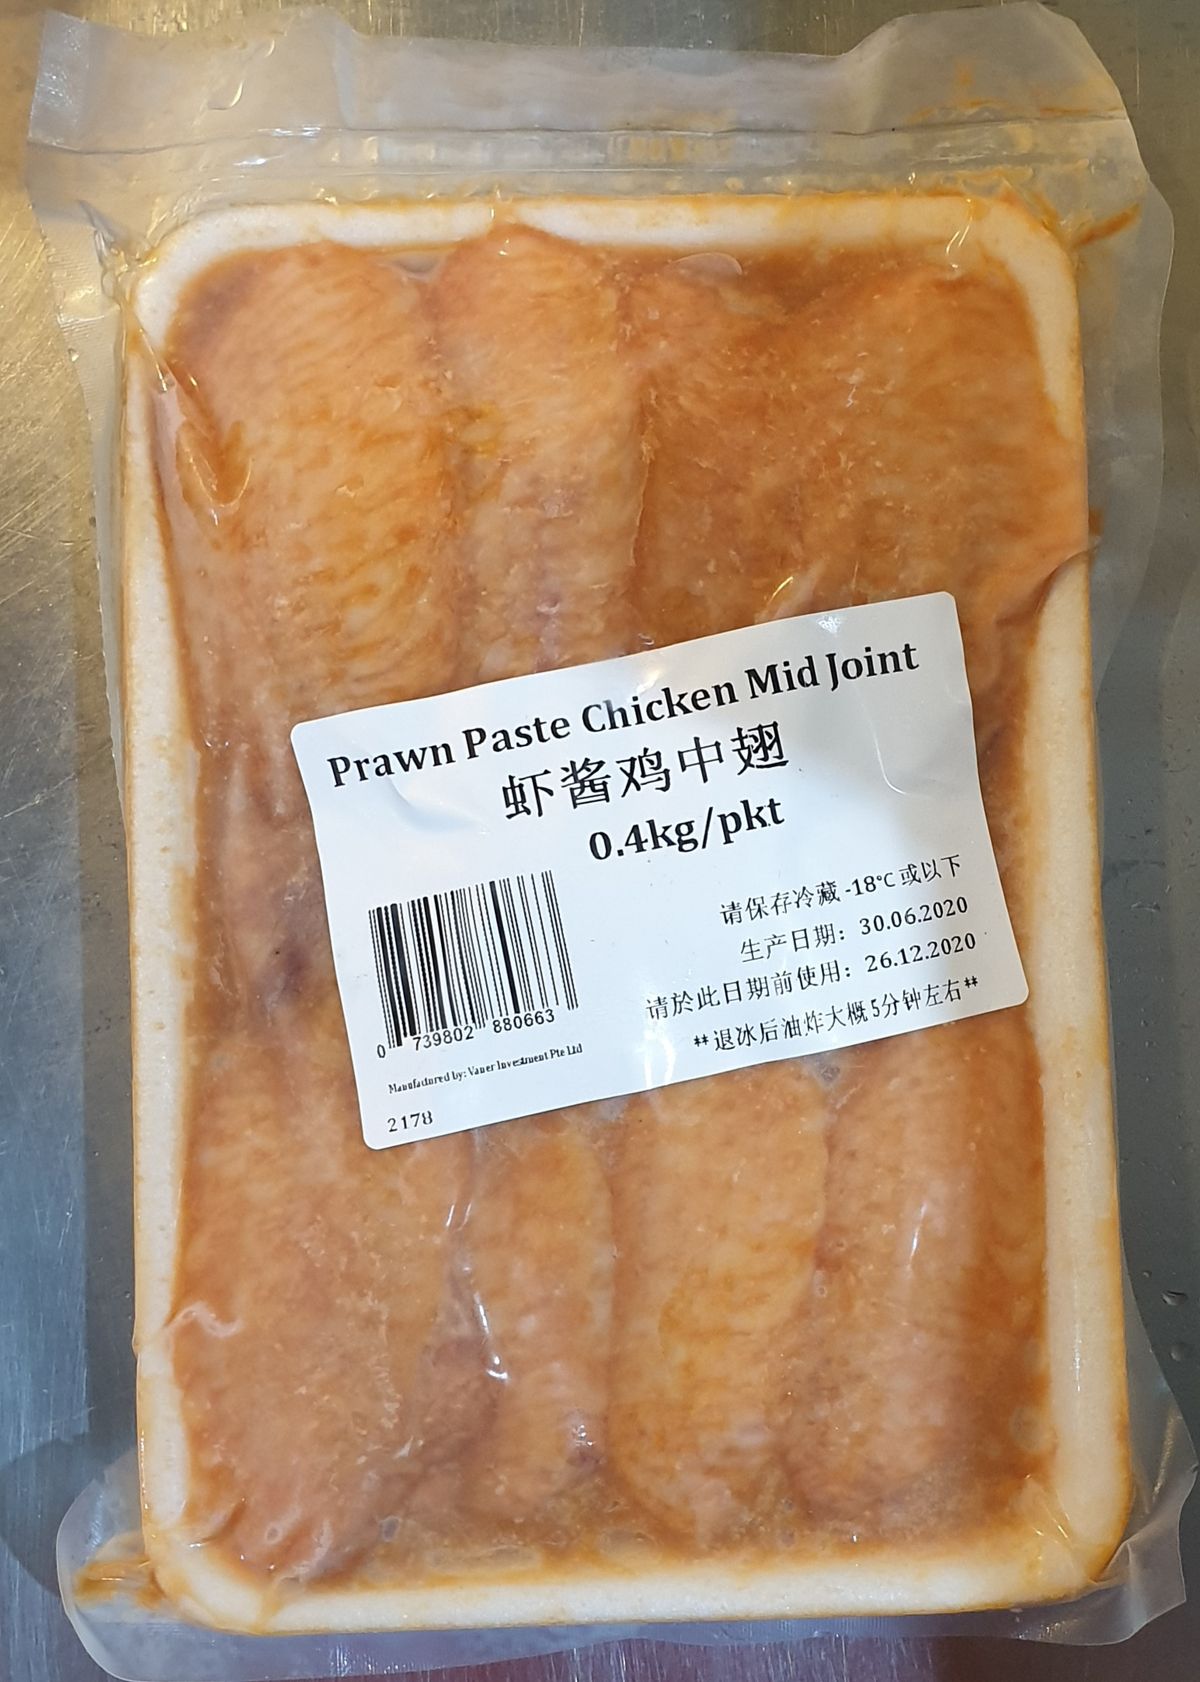 Prawn Paste Chicken Mid Joint
虾酱鸡中翅
0.4kg/pkt
请保存冷藏 -18°C 或以下
生产日期： 30.06.2020
请於此日期前使用： 26.12.2020
**退冰后油炸大概 5分钟左右**
0 739802 880663
Manufactured by: Vaner Investment Pte Ltd
2178